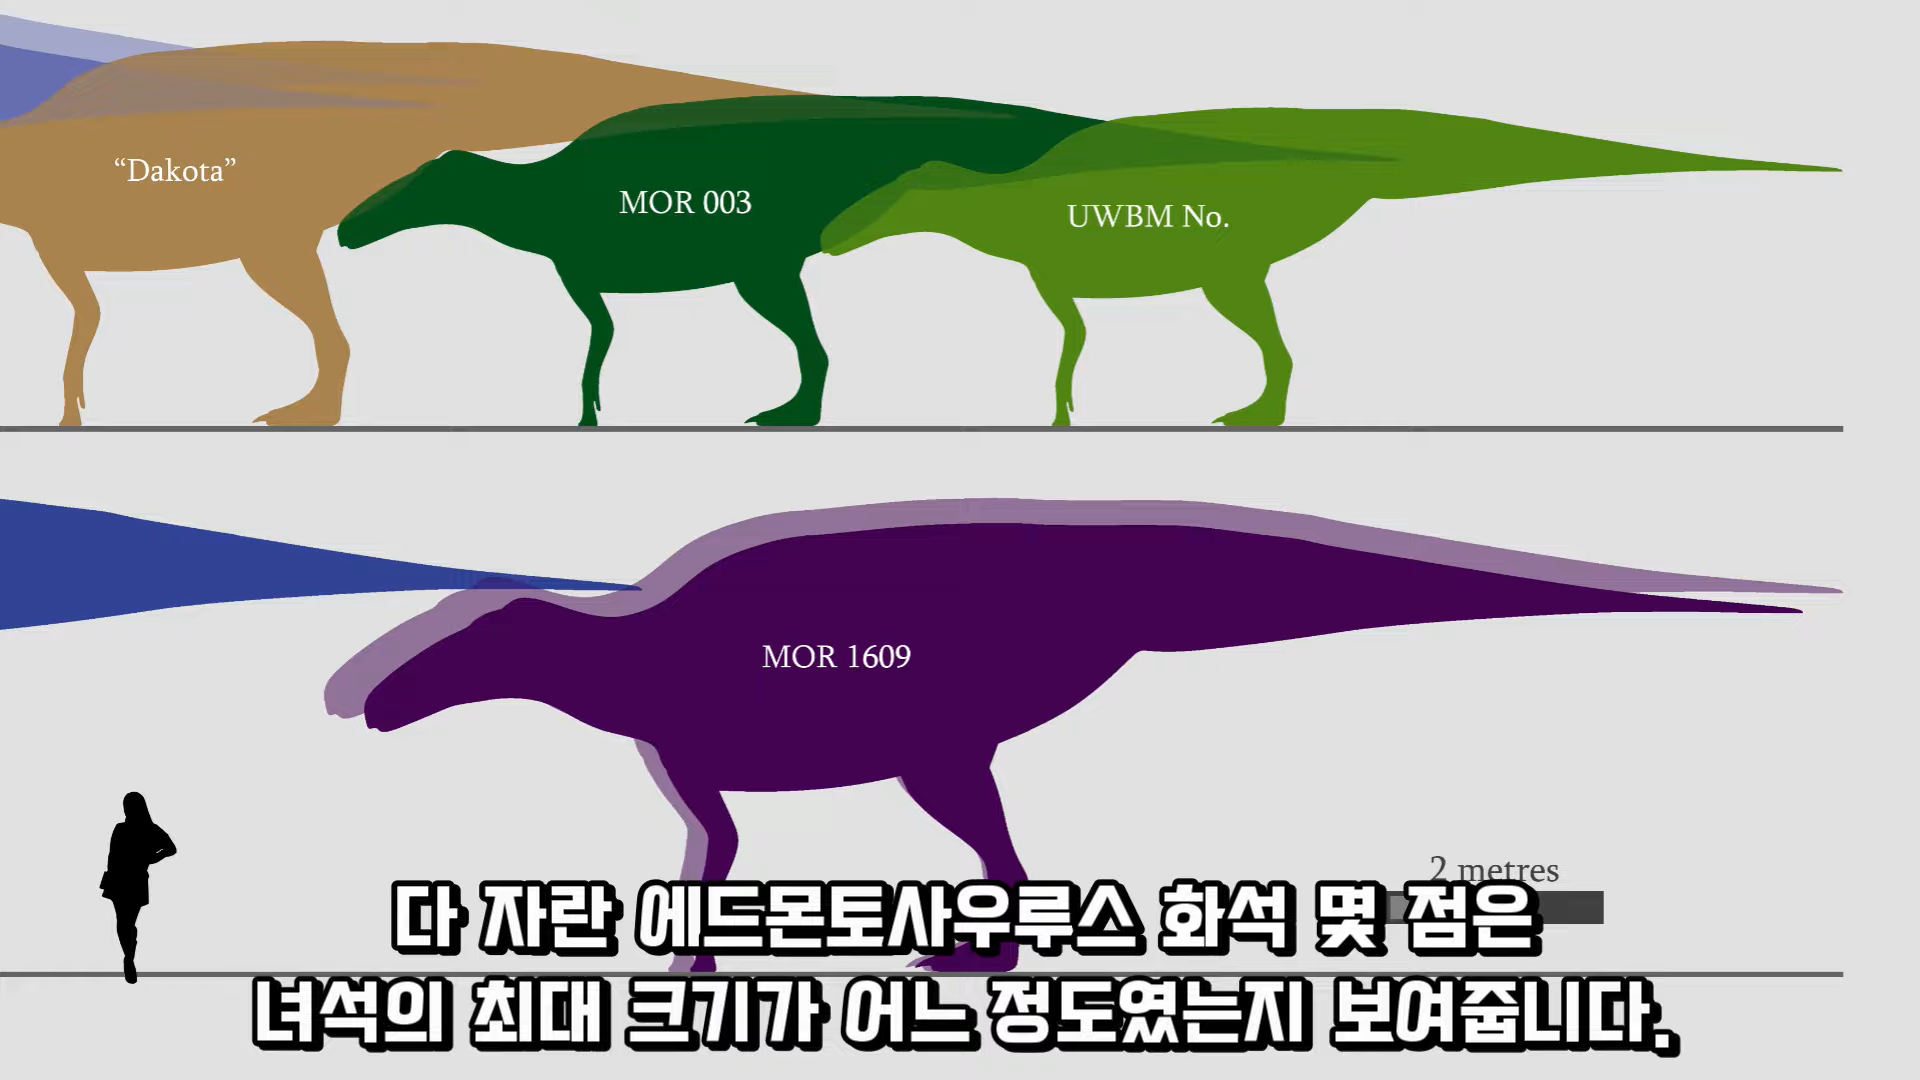 “Dakota”
MOR 003
UWBM No.
MOR 1609
2 metres
다 자란 에드몬토사우루스 화석 몇 점은
녀석의 최대 크기가 어느 정도였는지 보여줍니다.